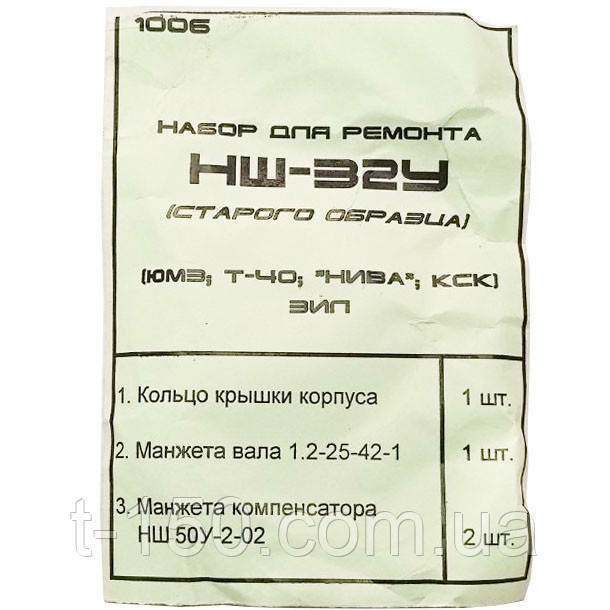 1006
НАБОР ДЛЯ РЕМОНТА
НШ-32У
(СТАРОГО ОБРАЗЦА)
(ЮМЗ; Т-40; "НИВА"; КСК)
ЗИП
1. Кольцо крышки корпуса 1 шт.
2. Манжета вала 1.2-25-42-1 1 шт.
3. Манжета компенсатора
НШ 50У-2-02 2 шт.
t-150.com.ua